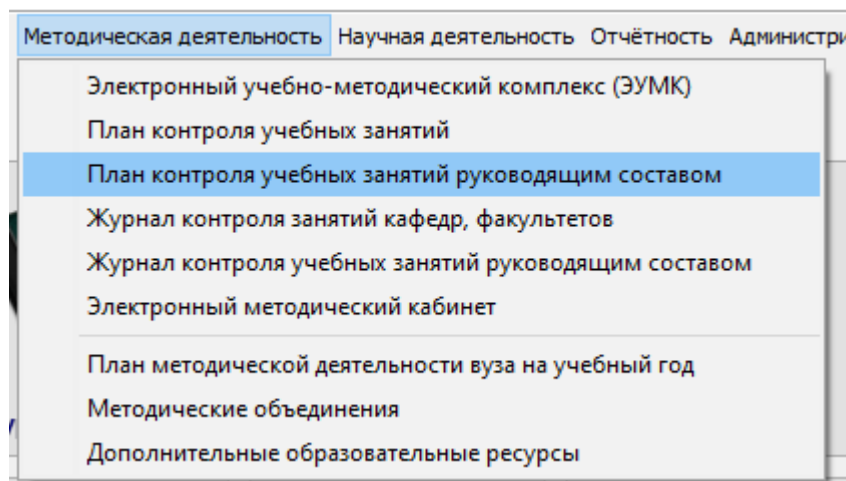 Методическая деятельность Научная деятельность Отчётность
Электронный учебно-методический комплекс (ЭУМК)
План контроля учебных занятий
План контроля учебных занятий руководящим составом
Журнал контроля занятий кафедр, факультетов
Журнал контроля учебных занятий руководящим составом
Электронный методический кабинет
План методической деятельности вуза на учебный год
Методические объединения
Дополнительные образовательные ресурсы